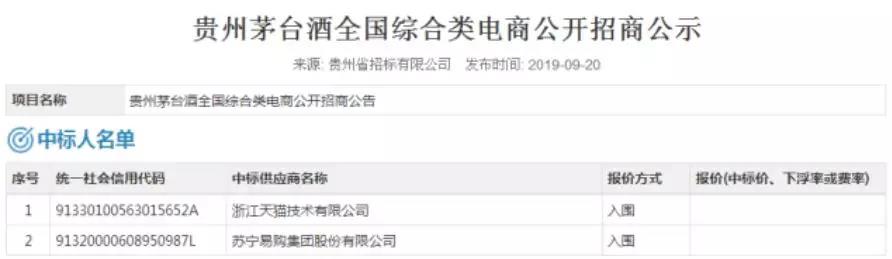 贵州茅台酒全国综合类电商公开招商公示
来源: 贵州省招标有限公司 发布时间: 2019-09-20
项目名称 贵州茅台酒全国综合类电商公开招商公告
中标人名单
序号 统一社会信用代码 中标供应商名称 报价方式 报价(中标价、下浮率或费率)
1 91330100563015652A 浙江天猫技术有限公司 入围
2 91320000608950987L 苏宁易购集团股份有限公司 入围